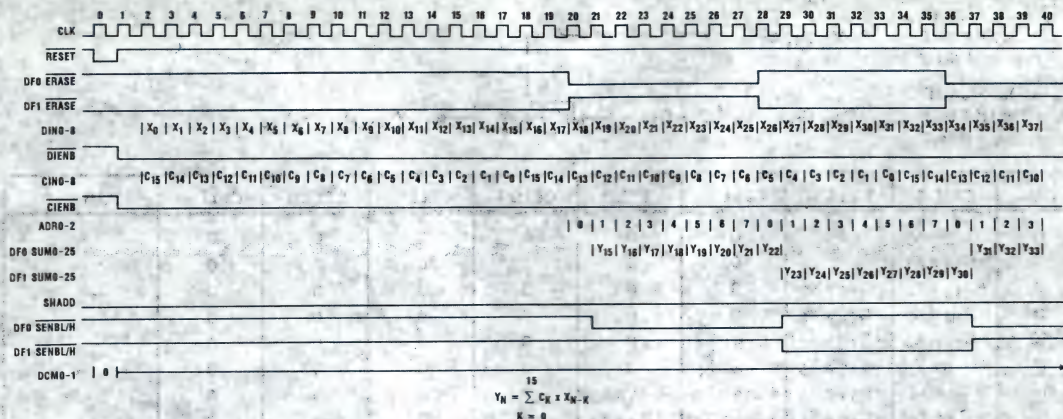 0 1 2 3 4 5 6 7 8 9 10 11 12 13 14 15 16 17 18 19 20 21 22 23 24 25 26 27 28 29 30 31 32 33 34 35 36 37 38 39 40
CLK
RESET
DF0 ERASE
DF1 ERASE
DIN0-8 | X0 | X1 | X2 | X3 | X4 | X5 | X6 | X7 | X8 | X9 | X10 | X11 | X12 | X13 | X14 | X15 | X16 | X17 | X18 | X19 | X20 | X21 | X22 | X23 | X24 | X25 | X26 | X27 | X28 | X29 | X30 | X31 | X32 | X33 | X34 | X35 | X36 | X37 |
DIENB
CIN0-8 | C15 | C14 | C13 | C12 | C11 | C10 | C9 | C8 | C7 | C6 | C5 | C4 | C3 | C2 | C1 | C0 | C15 | C14 | C13 | C12 | C11 | C10 | C9 | C8 | C7 | C6 | C5 | C4 | C3 | C2 | C1 | C0 | C15 | C14 | C13 | C12 | C11 | C10 |
CIENB
ADR0-2 | 0 | 1 | 2 | 3 | 4 | 5 | 6 | 7 | 0 | 1 | 2 | 3 | 4 | 5 | 6 | 7 | 0 | 1 | 2 | 3 |
DF0 SUM0-25 | Y15 | Y16 | Y17 | Y18 | Y19 | Y20 | Y21 | Y22 | | Y31 | Y32 | Y33 |
DF1 SUM0-25 | Y23 | Y24 | Y25 | Y26 | Y27 | Y28 | Y29 | Y30 |
SHADD
DF0 SENBL/H
DF1 SENBL/H
DCM0-1 | 0 |
15
YN = Σ CK x XN-K
K = 0